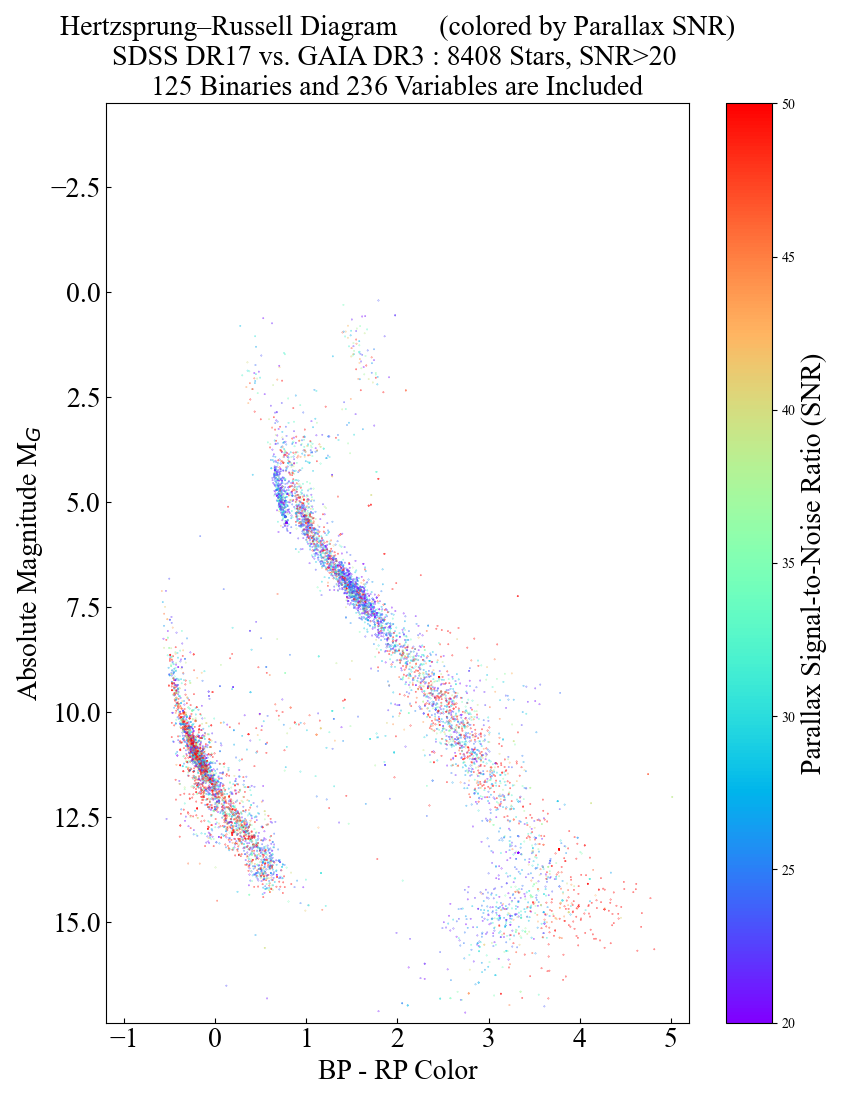 Hertzsprung–Russell Diagram (colored by Parallax SNR)
SDSS DR17 vs. GAIA DR3 : 8408 Stars, SNR>20
125 Binaries and 236 Variables are Included
Absolute Magnitude M_G
−2.5
0.0
2.5
5.0
7.5
10.0
12.5
15.0
−1 0 1 2 3 4 5
BP - RP Color
50
45
40
35
30
25
20
Parallax Signal-to-Noise Ratio (SNR)